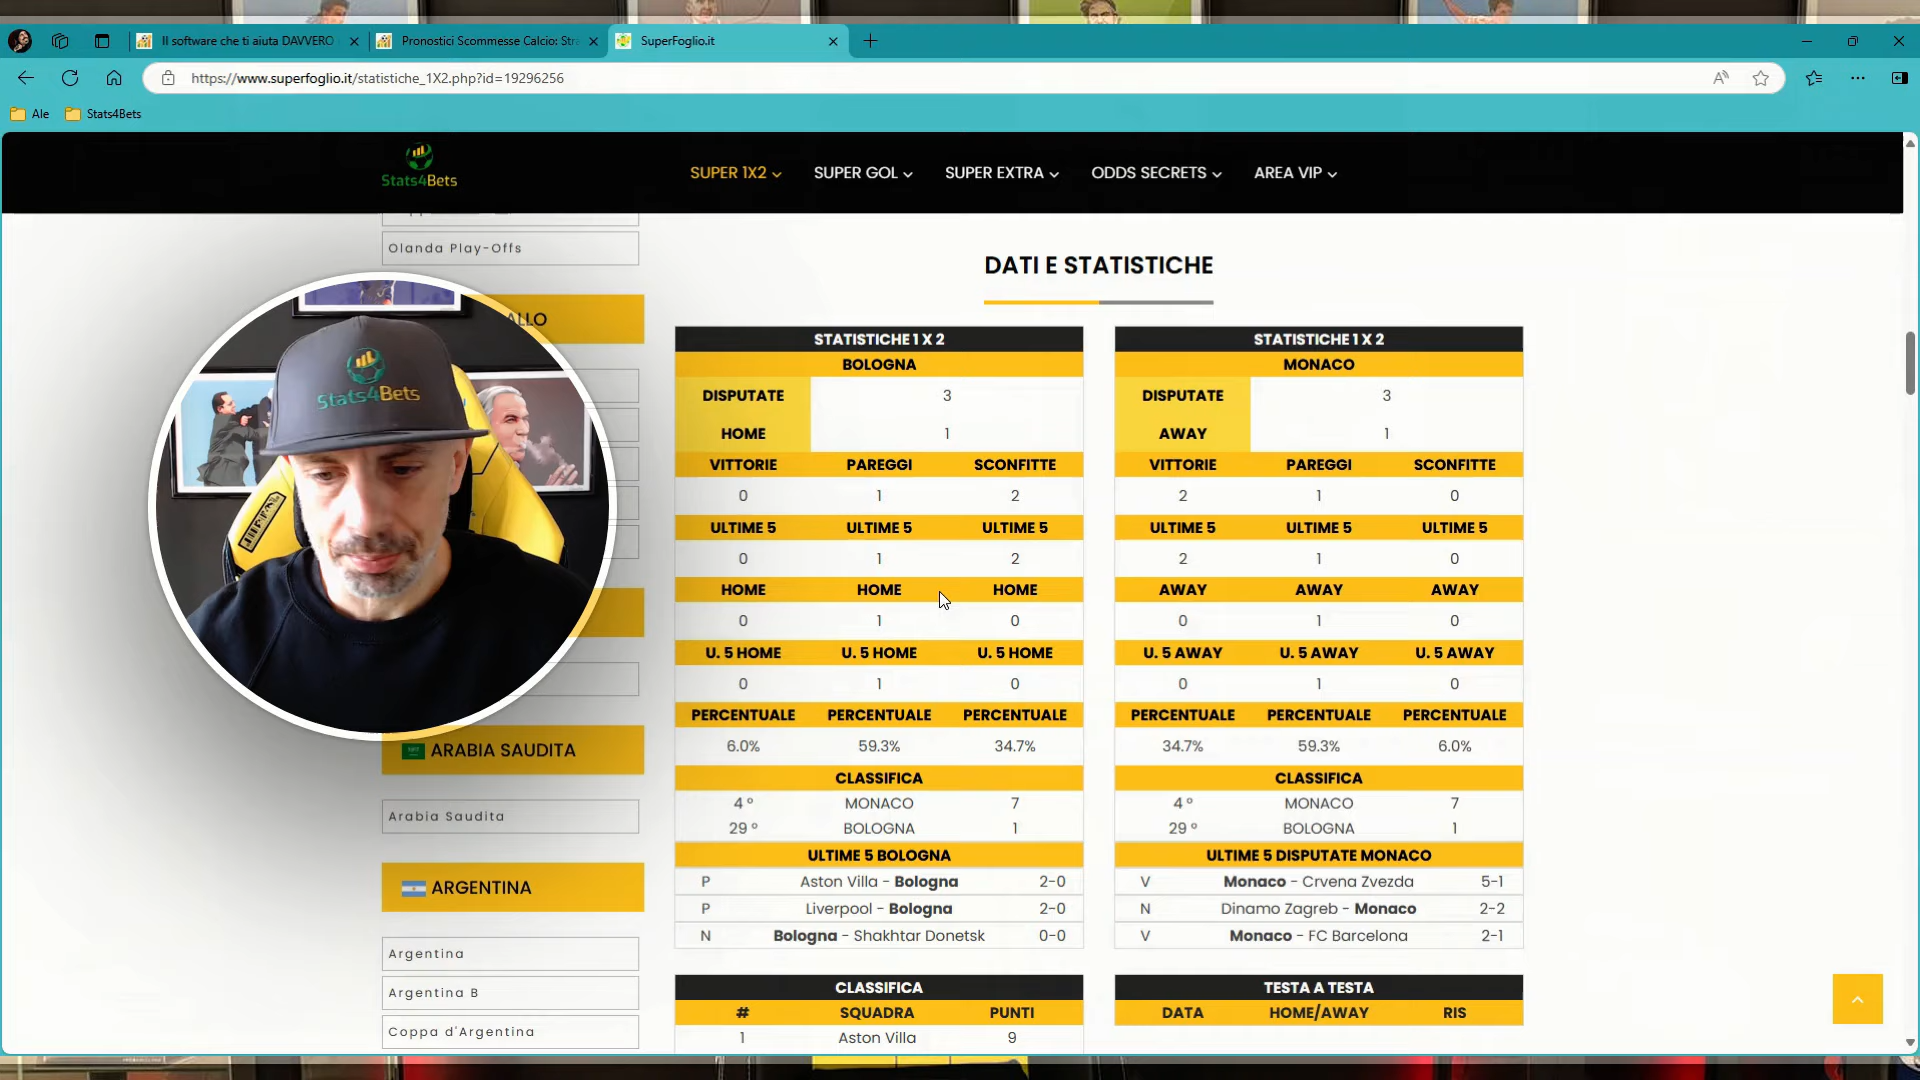 Il software che ti aiuta DAVVERO
Pronostici Scommesse Calcio: Stra
SuperFoglio.it
https://www.superfoglio.it/statistiche_1X2.php?id=19296256
Ale
Stats4Bets
Stats4Bets
SUPER 1X2
SUPER GOL
SUPER EXTRA
ODDS SECRETS
AREA VIP
Olanda Play-Offs
ALLO
Stats4Bets
ARABIA SAUDITA
Arabia Saudita
ARGENTINA
Argentina
Argentina B
Coppa d'Argentina
DATI E STATISTICHE
STATISTICHE 1 X 2
BOLOGNA
DISPUTATE 3
HOME 1
VITTORIE PAREGGI SCONFITTE
0 1 2
ULTIME 5 ULTIME 5 ULTIME 5
0 1 2
HOME HOME HOME
0 1 0
U. 5 HOME U. 5 HOME U. 5 HOME
0 1 0
PERCENTUALE PERCENTUALE PERCENTUALE
6.0% 59.3% 34.7%
CLASSIFICA
4 º MONACO 7
29 º BOLOGNA 1
ULTIME 5 BOLOGNA
P Aston Villa - Bologna 2-0
P Liverpool - Bologna 2-0
N Bologna - Shakhtar Donetsk 0-0
CLASSIFICA
# SQUADRA PUNTI
1 Aston Villa 9
STATISTICHE 1 X 2
MONACO
DISPUTATE 3
AWAY 1
VITTORIE PAREGGI SCONFITTE
2 1 0
ULTIME 5 ULTIME 5 ULTIME 5
2 1 0
AWAY AWAY AWAY
0 1 0
U. 5 AWAY U. 5 AWAY U. 5 AWAY
0 1 0
PERCENTUALE PERCENTUALE PERCENTUALE
34.7% 59.3% 6.0%
CLASSIFICA
4 º MONACO 7
29 º BOLOGNA 1
ULTIME 5 DISPUTATE MONACO
V Monaco - Crvena Zvezda 5-1
N Dinamo Zagreb - Monaco 2-2
V Monaco - FC Barcelona 2-1
TESTA A TESTA
DATA HOME/AWAY RIS